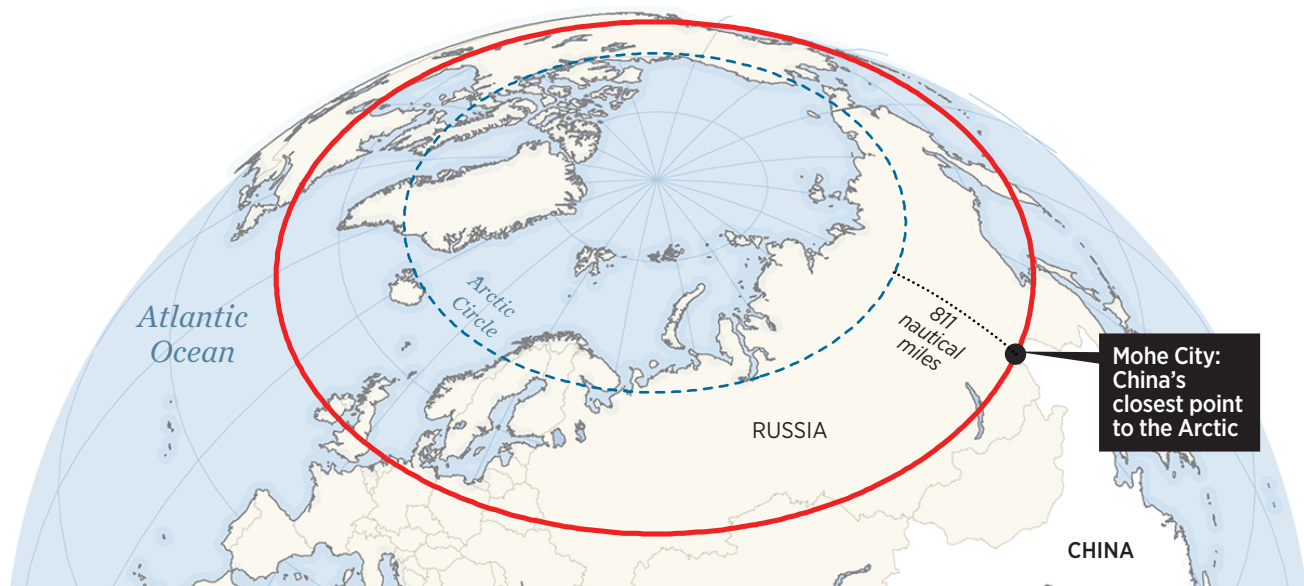 Arctic
Circle
Atlantic
Ocean
811
nautical
miles
Mohe City:
China’s
closest point
to the Arctic
RUSSIA
CHINA